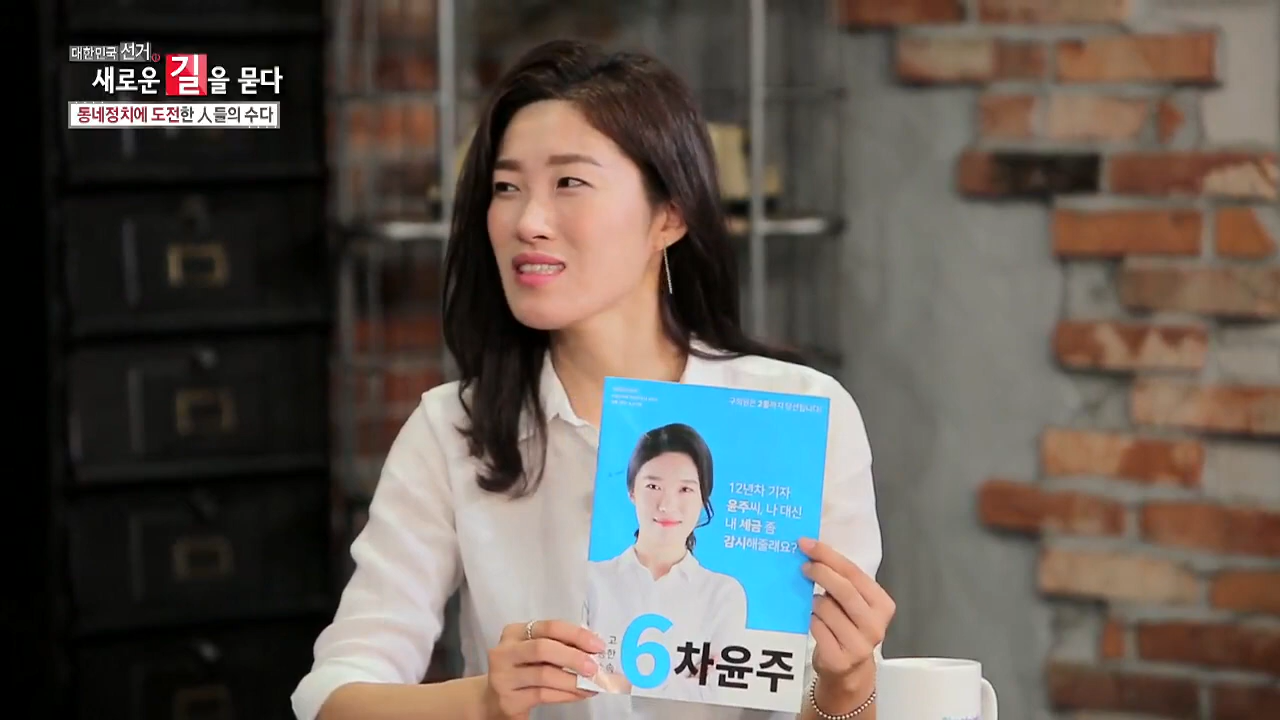 대한민국 선거
새로운 길을 묻다
동네정치에 도전한 人들의 수다
구의원은 2등까지 당선됩니다!
12년차 기자
윤주씨, 나 대신
내 세금 좀
감시해줄래요?
6 차윤주